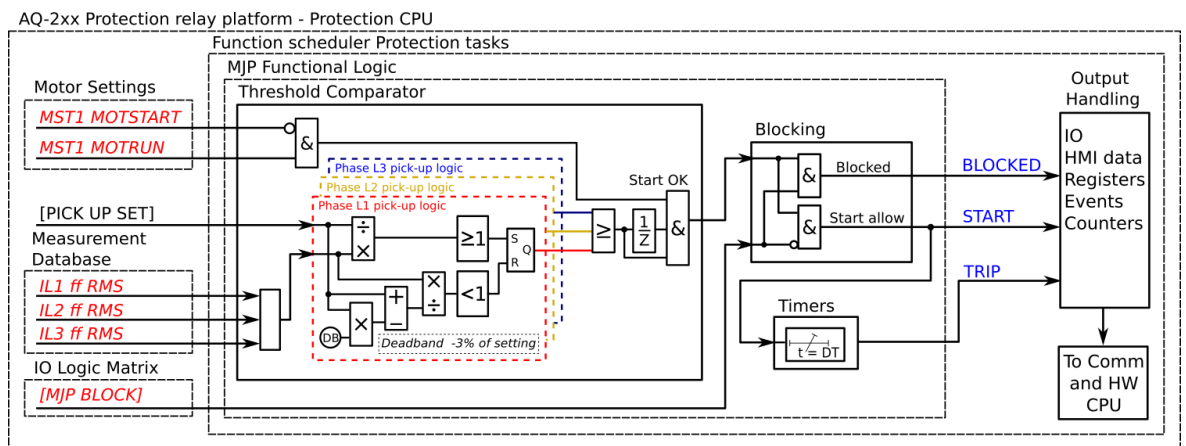 AQ-2xx Protection relay platform - Protection CPU
Function scheduler Protection tasks
MJP Functional Logic
Threshold Comparator
Motor Settings
MST1 MOTSTART
MST1 MOTRUN
&
Phase L3 pick-up logic
Phase L2 pick-up logic
Phase L1 pick-up logic
[PICK UP SET]
Measurement
Database
IL1 ff RMS
IL2 ff RMS
IL3 ff RMS
IO Logic Matrix
[MJP BLOCK]
÷
×
≥1
S
Q
R
×
÷
<1
+
−
×
DB
Deadband -3% of setting
≥
1
Z
Start OK
&
Blocking
&
Blocked
&
Start allow
Timers
t = DT
BLOCKED
START
TRIP
Output
Handling
IO
HMI data
Registers
Events
Counters
To Comm
and HW
CPU